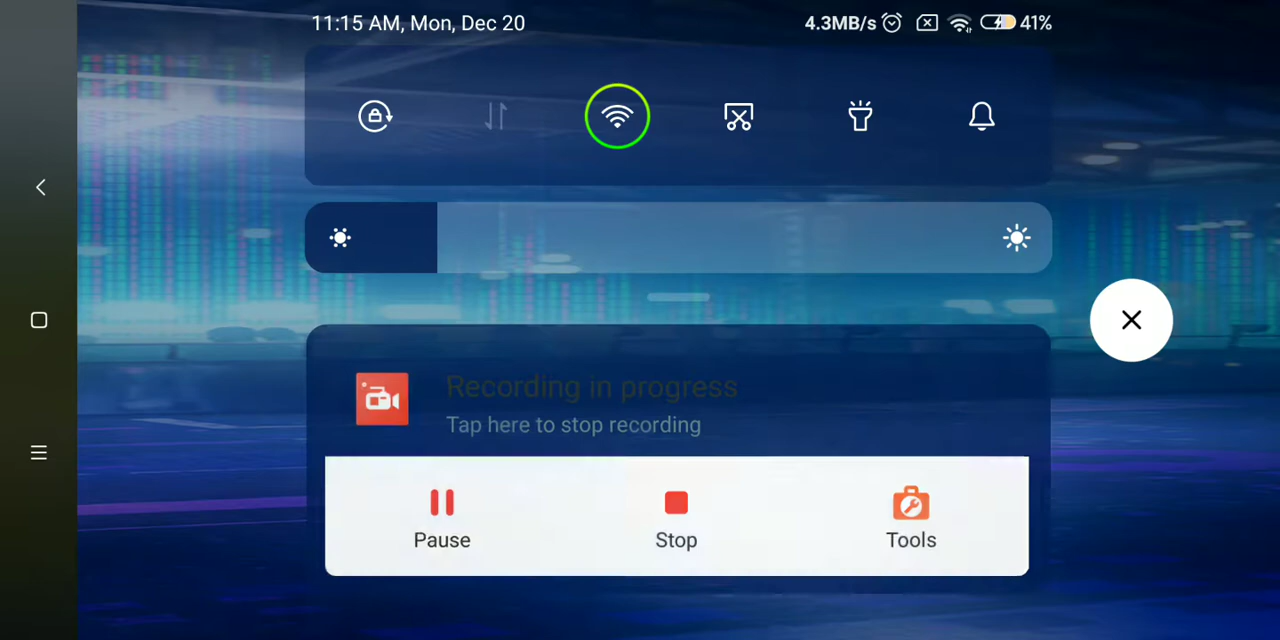 11:15 AM, Mon, Dec 20
4.3MB/s 41%
Recording in progress
Tap here to stop recording
Pause Stop Tools